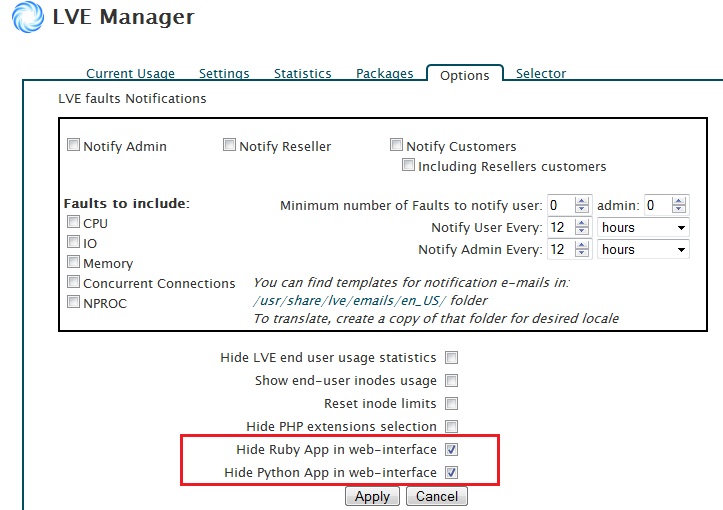 LVE Manager
Current Usage Settings Statistics Packages Options Selector
LVE faults Notifications
Notify Admin Notify Reseller Notify Customers
Including Resellers customers
Faults to include: Minimum number of Faults to notify user: 0 admin: 0
CPU Notify User Every: 12 hours
IO Notify Admin Every: 12 hours
Memory
Concurrent Connections You can find templates for notification e-mails in:
NPROC /usr/share/lve/emails/en_US/ folder
To translate, create a copy of that folder for desired locale
Hide LVE end user usage statistics
Show end-user inodes usage
Reset inode limits
Hide PHP extensions selection
Hide Ruby App in web-interface
Hide Python App in web-interface
Apply Cancel